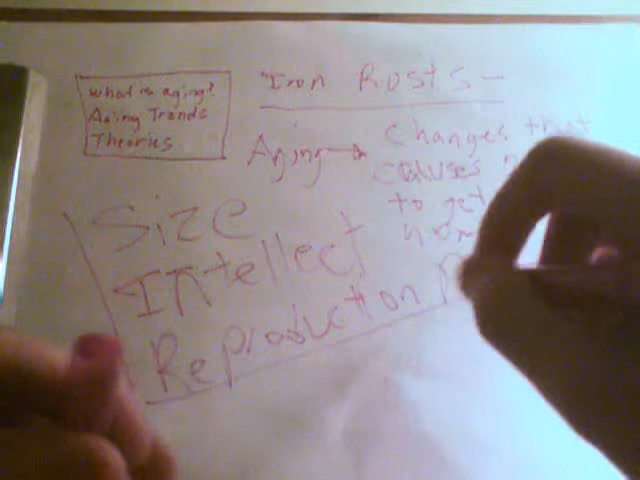 what is aging?
Aging Trends
Theories
Iron Rusts -
Aging →
changes that
causes
to get
Size
Intellect
Reproduction